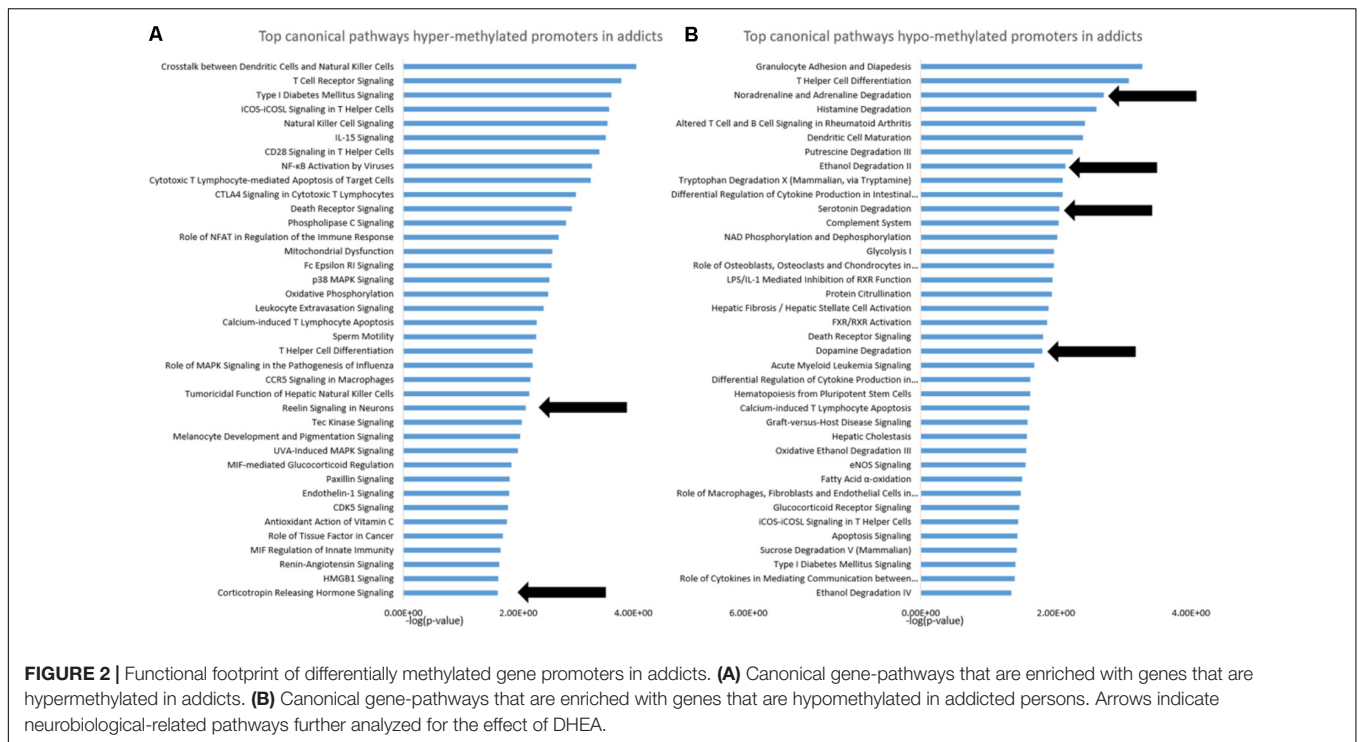 A
Top canonical pathways hyper-methylated promoters in addicts
Crosstalk between Dendritic Cells and Natural Killer Cells
T Cell Receptor Signaling
Type I Diabetes Mellitus Signaling
iCOS-iCOSL Signaling in T Helper Cells
Natural Killer Cell Signaling
IL-15 Signaling
CD28 Signaling in T Helper Cells
NF-κB Activation by Viruses
Cytotoxic T Lymphocyte-mediated Apoptosis of Target Cells
CTLA4 Signaling in Cytotoxic T Lymphocytes
Death Receptor Signaling
Phospholipase C Signaling
Role of NFAT in Regulation of the Immune Response
Mitochondrial Dysfunction
Fc Epsilon RI Signaling
p38 MAPK Signaling
Oxidative Phosphorylation
Leukocyte Extravasation Signaling
Calcium-induced T Lymphocyte Apoptosis
Sperm Motility
T Helper Cell Differentiation
Role of MAPK Signaling in the Pathogenesis of Influenza
CCR5 Signaling in Macrophages
Tumoricidal Function of Hepatic Natural Killer Cells
Reelin Signaling in Neurons
Tec Kinase Signaling
Melanocyte Development and Pigmentation Signaling
UVA-Induced MAPK Signaling
MIF-mediated Glucocorticoid Regulation
Paxillin Signaling
Endothelin-1 Signaling
CDK5 Signaling
Antioxidant Action of Vitamin C
Role of Tissue Factor in Cancer
MIF Regulation of Innate Immunity
Renin-Angiotensin Signaling
HMGB1 Signaling
Corticotropin Releasing Hormone Signaling
0.00E+00 2.00E+00 4.00E+00 6.00E+00
-log(p-value)
B
Top canonical pathways hypo-methylated promoters in addicts
Granulocyte Adhesion and Diapedesis
T Helper Cell Differentiation
Noradrenaline and Adrenaline Degradation
Histamine Degradation
Altered T Cell and B Cell Signaling in Rheumatoid Arthritis
Dendritic Cell Maturation
Putrescine Degradation III
Ethanol Degradation II
Tryptophan Degradation X (Mammalian, via Tryptamine)
Differential Regulation of Cytokine Production in Intestinal...
Serotonin Degradation
Complement System
NAD Phosphorylation and Dephosphorylation
Glycolysis I
Role of Osteoblasts, Osteoclasts and Chondrocytes in...
LPS/IL-1 Mediated Inhibition of RXR Function
Protein Citrullination
Hepatic Fibrosis / Hepatic Stellate Cell Activation
FXR/RXR Activation
Death Receptor Signaling
Dopamine Degradation
Acute Myeloid Leukemia Signaling
Differential Regulation of Cytokine Production in...
Hematopoiesis from Pluripotent Stem Cells
Calcium-induced T Lymphocyte Apoptosis
Graft-versus-Host Disease Signaling
Hepatic Cholestasis
Oxidative Ethanol Degradation III
eNOS Signaling
Fatty Acid α-oxidation
Role of Macrophages, Fibroblasts and Endothelial Cells in...
Glucocorticoid Receptor Signaling
iCOS-iCOSL Signaling in T Helper Cells
Apoptosis Signaling
Sucrose Degradation V (Mammalian)
Type I Diabetes Mellitus Signaling
Role of Cytokines in Mediating Communication between...
Ethanol Degradation IV
0.00E+00 2.00E+00 4.00E+00
-log(p-value)
FIGURE 2 | Functional footprint of differentially methylated gene promoters in addicts. (A) Canonical gene-pathways that are enriched with genes that are
hypermethylated in addicts. (B) Canonical gene-pathways that are enriched with genes that are hypomethylated in addicted persons. Arrows indicate
neurobiological-related pathways further analyzed for the effect of DHEA.